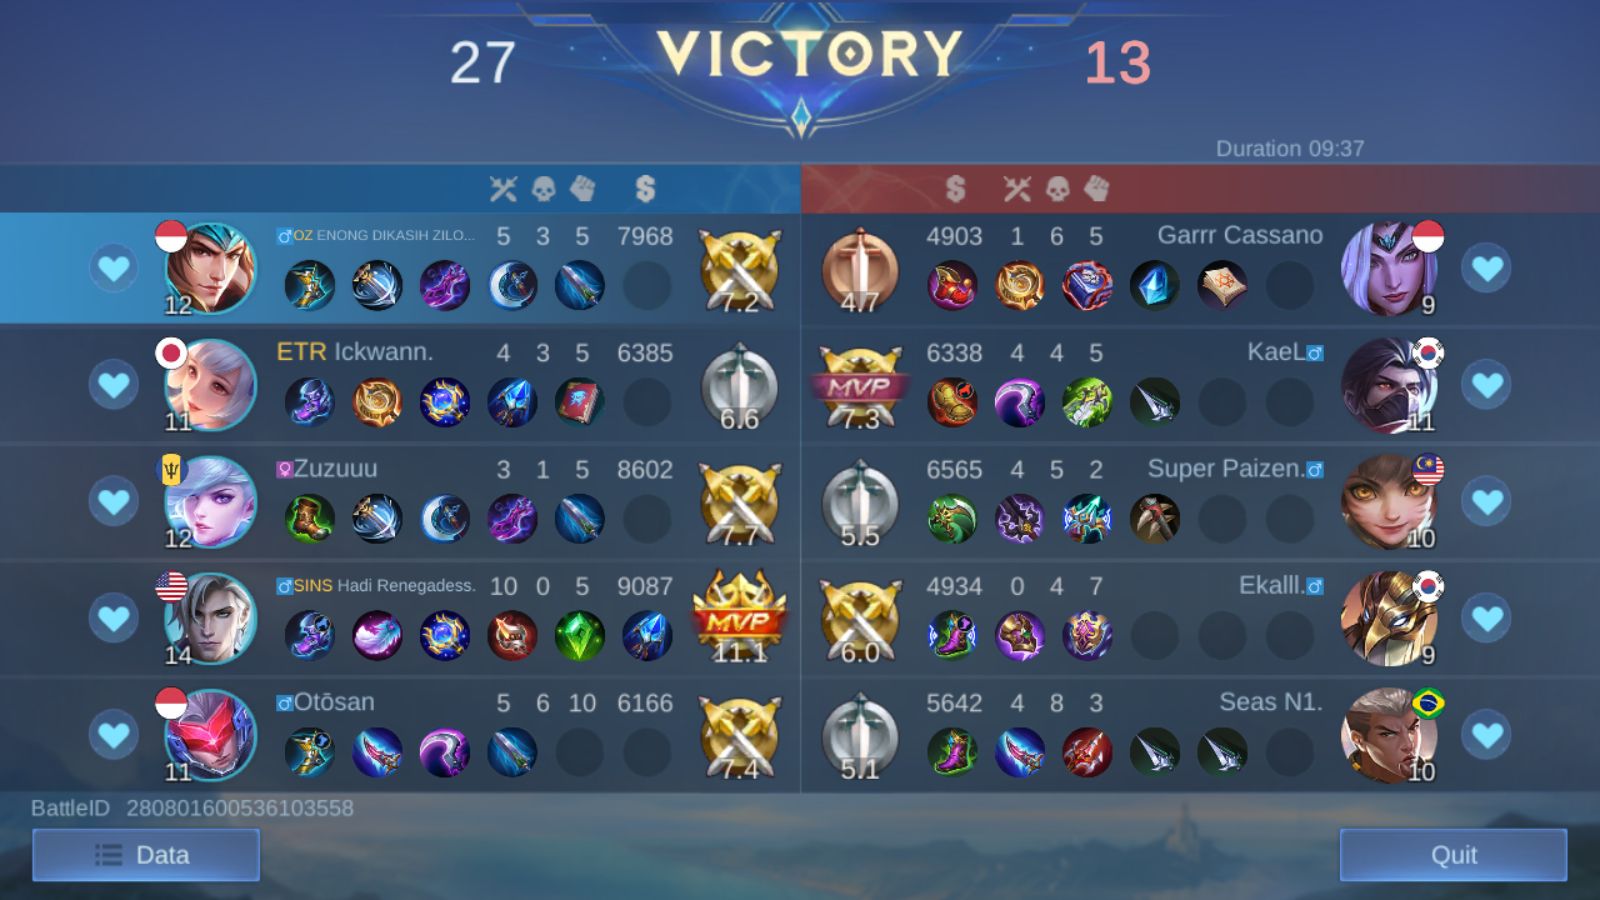 27 VICTORY 13
Duration 09:37
OZ ENONG DIKASIH ZILO... 5 3 5 7968
12 7.2
4903 1 6 5 Garrr Cassano
4.7 9
ETR Ickwann. 4 3 5 6385
11 6.6
6338 4 4 5 KaeL
MVP 7.3 11
Zuzuuu 3 1 5 8602
12 7.7
6565 4 5 2 Super Paizen.
5.5 10
SINS Hadi Renegadess. 10 0 5 9087
14 MVP 11.1
4934 0 4 7 Ekalll.
6.0 9
Otōsan 5 6 10 6166
11 7.4
5642 4 8 3 Seas N1.
5.1 10
BattleID 280801600536103558
Data Quit